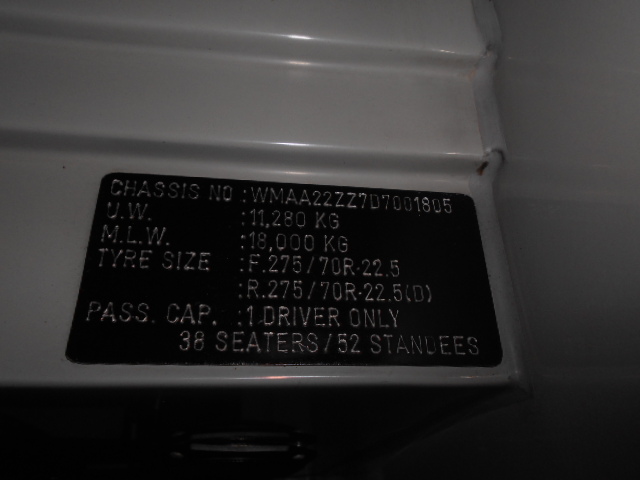 CHASSIS NO :WMAA22ZZ7D7001805
U.W. :11,280 KG
M.L.W. :18,000 KG
TYRE SIZE :F.275/70R-22.5
:R.275/70R-22.5(D)
PASS. CAP. :1 DRIVER ONLY
38 SEATERS/52 STANDEES